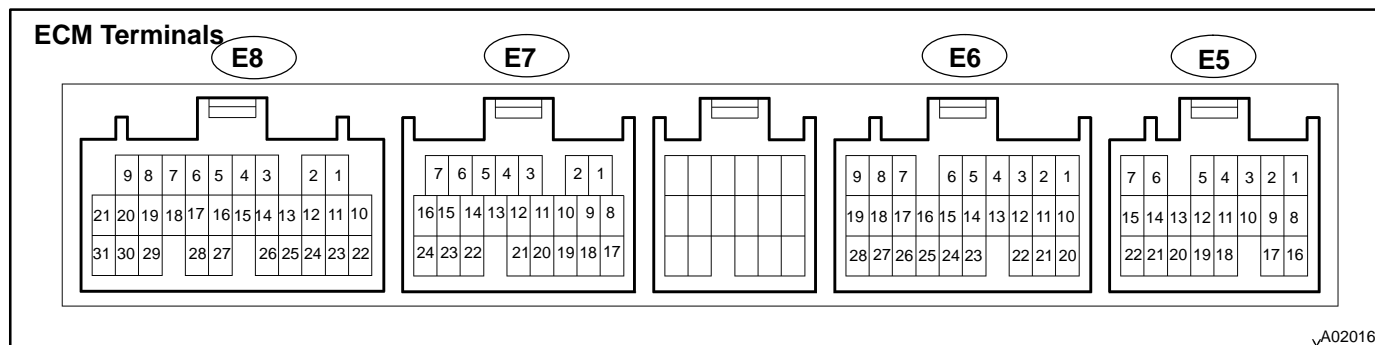 ECM Terminals
E8 E7 E6 E5
9 8 7 6 5 4 3 2 1 7 6 5 4 3 2 1 9 8 7 6 5 4 3 2 1 7 6 5 4 3 2 1
21 20 19 18 17 16 15 14 13 12 11 10 16 15 14 13 12 11 10 9 8 19 18 17 16 15 14 13 12 11 10 15 14 13 12 11 10 9 8
31 30 29 28 27 26 25 24 23 22 24 23 22 21 20 19 18 17 28 27 26 25 24 23 22 21 20 22 21 20 19 18 17 16
A02016